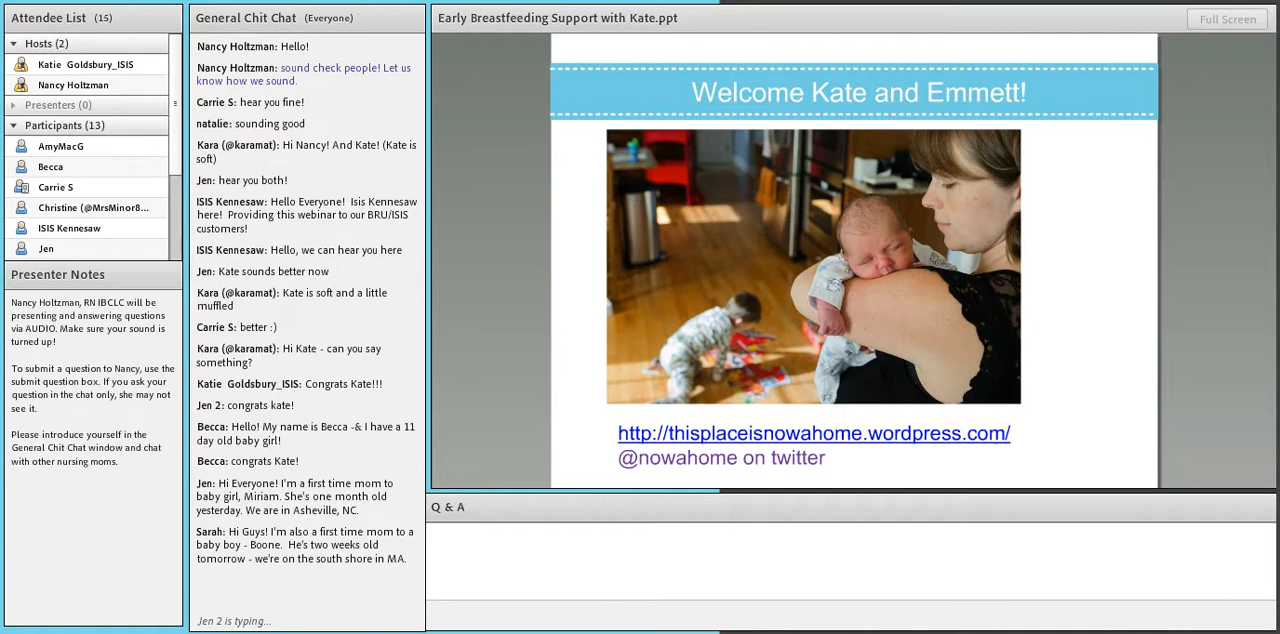 Attendee List (15)
Hosts (2)
Katie Goldsbury_ISIS
Nancy Holtzman
Presenters (0)
Participants (13)
AmyMacG
Becca
Carrie S
Christine (@MrsMinor8...
ISIS Kennesaw
Jen
Presenter Notes
Nancy Holtzman, RN IBCLC will be
presenting and answering questions
via AUDIO. Make sure your sound is
turned up!
To submit a question to Nancy, use the
submit question box. If you ask your
question in the chat only, she may not
see it.
Please introduce yourself in the
General Chit Chat window and chat
with other nursing moms.
General Chit Chat (Everyone)
Nancy Holtzman: Hello!
Nancy Holtzman: sound check people! Let us
know how we sound.
Carrie S: hear you fine!
natalie: sounding good
Kara (@karamat): Hi Nancy! And Kate! (Kate is
soft)
Jen: hear you both!
ISIS Kennesaw: Hello Everyone! Isis Kennesaw
here! Providing this webinar to our BRU/ISIS
customers!
ISIS Kennesaw: Hello, we can hear you here
Jen: Kate sounds better now
Kara (@karamat): Kate is soft and a little
muffled
Carrie S: better :)
Kara (@karamat): Hi Kate - can you say
something?
Katie Goldsbury_ISIS: Congrats Kate!!!
Jen 2: congrats kate!
Becca: Hello! My name is Becca -& I have a 11
day old baby girl!
Becca: congrats Kate!
Jen: Hi Everyone! I'm a first time mom to
baby girl, Miriam. She's one month old
yesterday. We are in Asheville, NC.
Sarah: Hi Guys! I'm also a first time mom to a
baby boy - Boone. He's two weeks old
tomorrow - we're on the south shore in MA.
Jen 2 is typing...
Early Breastfeeding Support with Kate.ppt
Full Screen
Welcome Kate and Emmett!
http://thisplaceisnowahome.wordpress.com/
@nowahome on twitter
Q & A